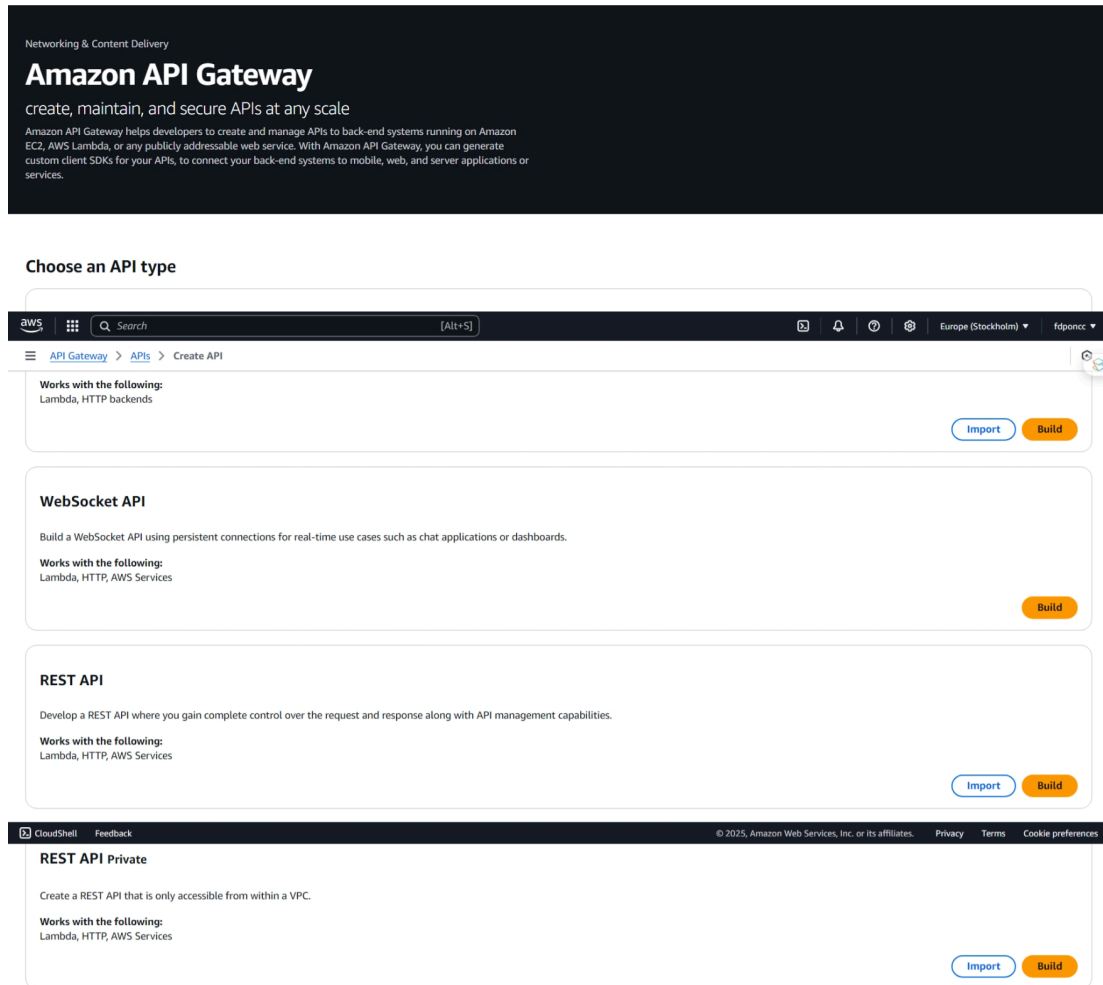 Networking & Content Delivery
Amazon API Gateway
create, maintain, and secure APIs at any scale
Amazon API Gateway helps developers to create and manage APIs to back-end systems running on Amazon
EC2, AWS Lambda, or any publicly addressable web service. With Amazon API Gateway, you can generate
custom client SDKs for your APIs, to connect your back-end systems to mobile, web, and server applications or
services.
Choose an API type
aws Search [Alt+S] Europe (Stockholm) fdponcc
API Gateway > APIs > Create API
Works with the following:
Lambda, HTTP backends
Import Build
WebSocket API
Build a WebSocket API using persistent connections for real-time use cases such as chat applications or dashboards.
Works with the following:
Lambda, HTTP, AWS Services
Build
REST API
Develop a REST API where you gain complete control over the request and response along with API management capabilities.
Works with the following:
Lambda, HTTP, AWS Services
Import Build
CloudShell Feedback © 2025, Amazon Web Services, Inc. or its affiliates. Privacy Terms Cookie preferences
REST API Private
Create a REST API that is only accessible from within a VPC.
Works with the following:
Lambda, HTTP, AWS Services
Import Build